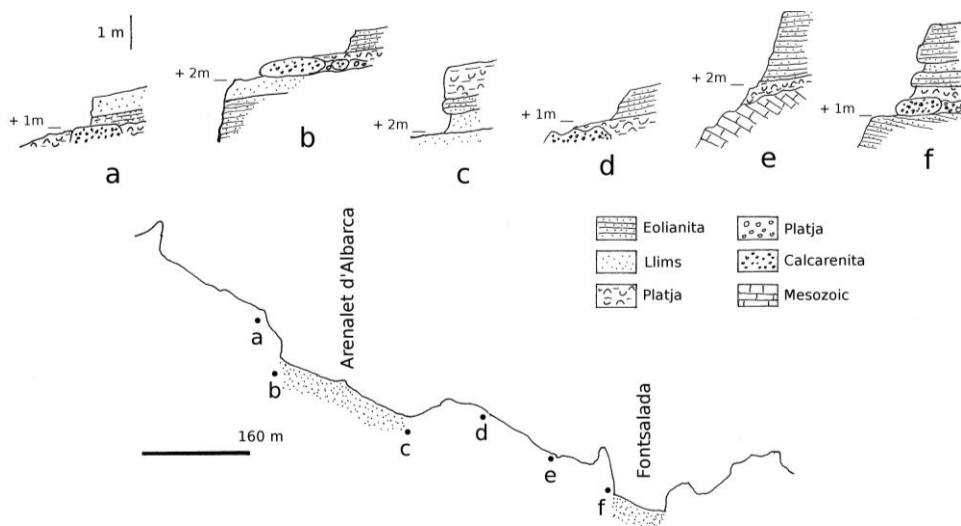 1 m
+ 1m
a
+ 2m
b
+ 2m
c
+ 1m
d
+ 2m
e
+ 1m
f
Eolianita
Llims
Platja
Platja
Calcarenita
Mesozoic
Arenalet d'Albarca
Fontsalada
a
b
c
d
e
f
160 m